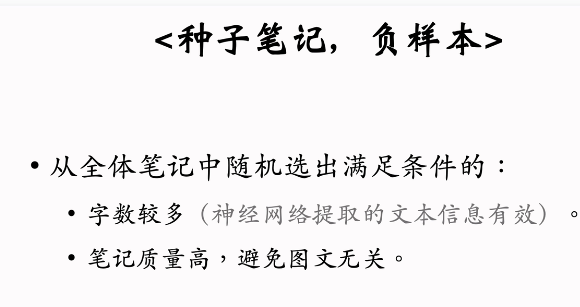 <种子笔记，负样本>
• 从全体笔记中随机选出满足条件的：
• 字数较多（神经网络提取的文本信息有效）。
• 笔记质量高，避免图文无关。